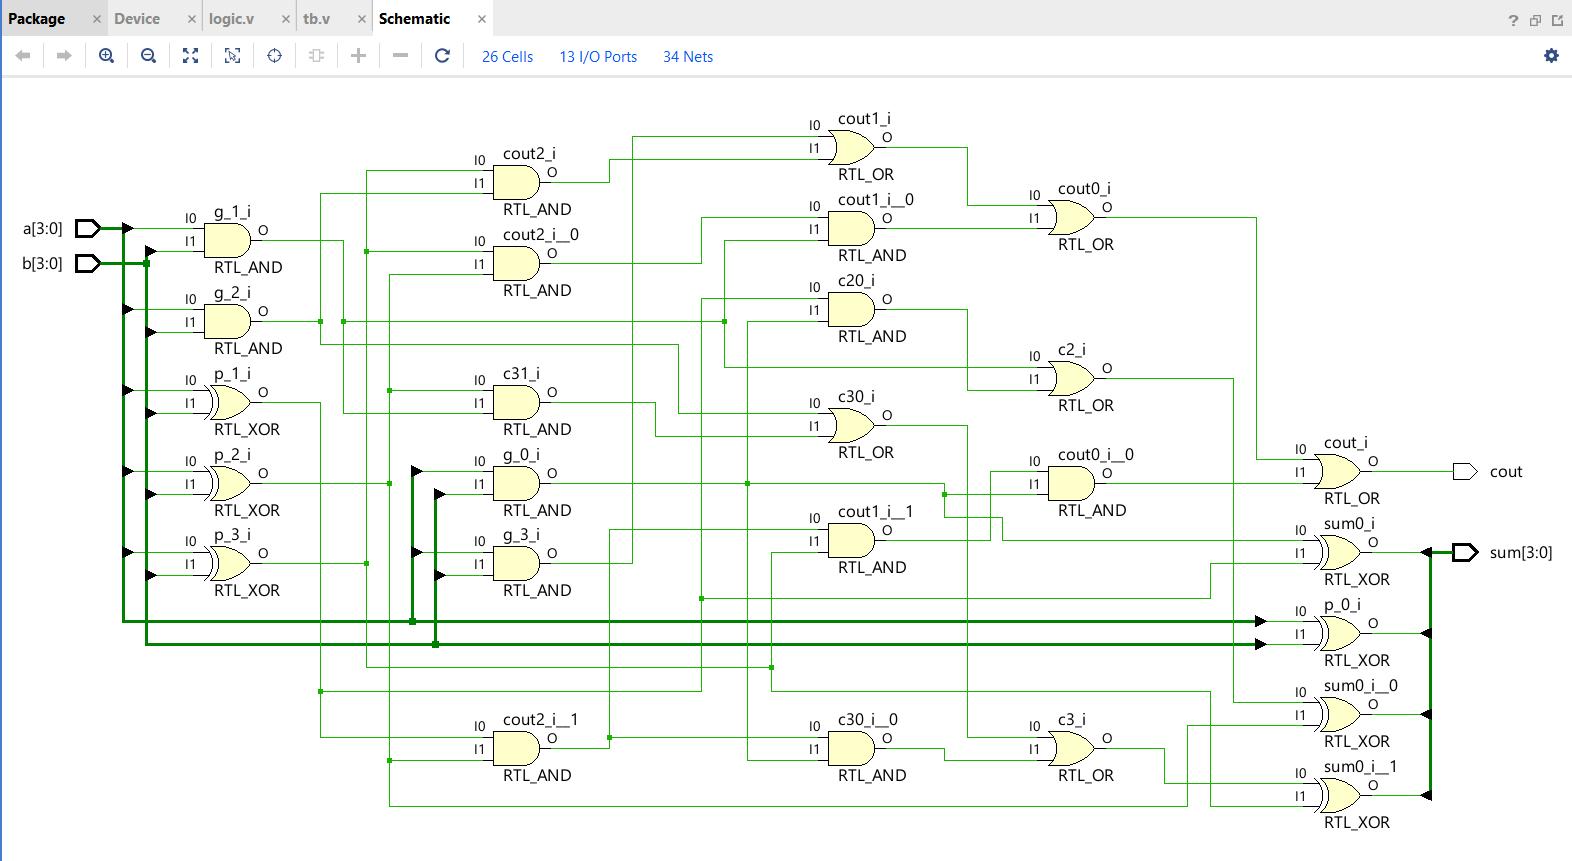 Package × Device × logic.v × tb.v × Schematic ×
?
26 Cells 13 I/O Ports 34 Nets
a[3:0]
b[3:0]
g_1_i
I0
I1
O
RTL_AND
g_2_i
I0
I1
O
RTL_AND
p_1_i
I0
I1
O
RTL_XOR
p_2_i
I0
I1
O
RTL_XOR
p_3_i
I0
I1
O
RTL_XOR
cout2_i
I0
I1
O
RTL_AND
cout2_i__0
I0
I1
O
RTL_AND
c31_i
I0
I1
O
RTL_AND
g_0_i
I0
I1
O
RTL_AND
g_3_i
I0
I1
O
RTL_AND
cout2_i__1
I0
I1
O
RTL_AND
cout1_i
I0
I1
O
RTL_OR
cout1_i__0
I0
I1
O
RTL_AND
c20_i
I0
I1
O
RTL_AND
c30_i
I0
I1
O
RTL_OR
cout1_i__1
I0
I1
O
RTL_AND
c30_i__0
I0
I1
O
RTL_AND
cout0_i
I0
I1
O
RTL_OR
c2_i
I0
I1
O
RTL_OR
cout0_i__0
I0
I1
O
RTL_AND
c3_i
I0
I1
O
RTL_OR
cout_i
I0
I1
O
RTL_OR
sum0_i
I0
I1
O
RTL_XOR
p_0_i
I0
I1
O
RTL_XOR
sum0_i__0
I0
I1
O
RTL_XOR
sum0_i__1
I0
I1
O
RTL_XOR
cout
sum[3:0]